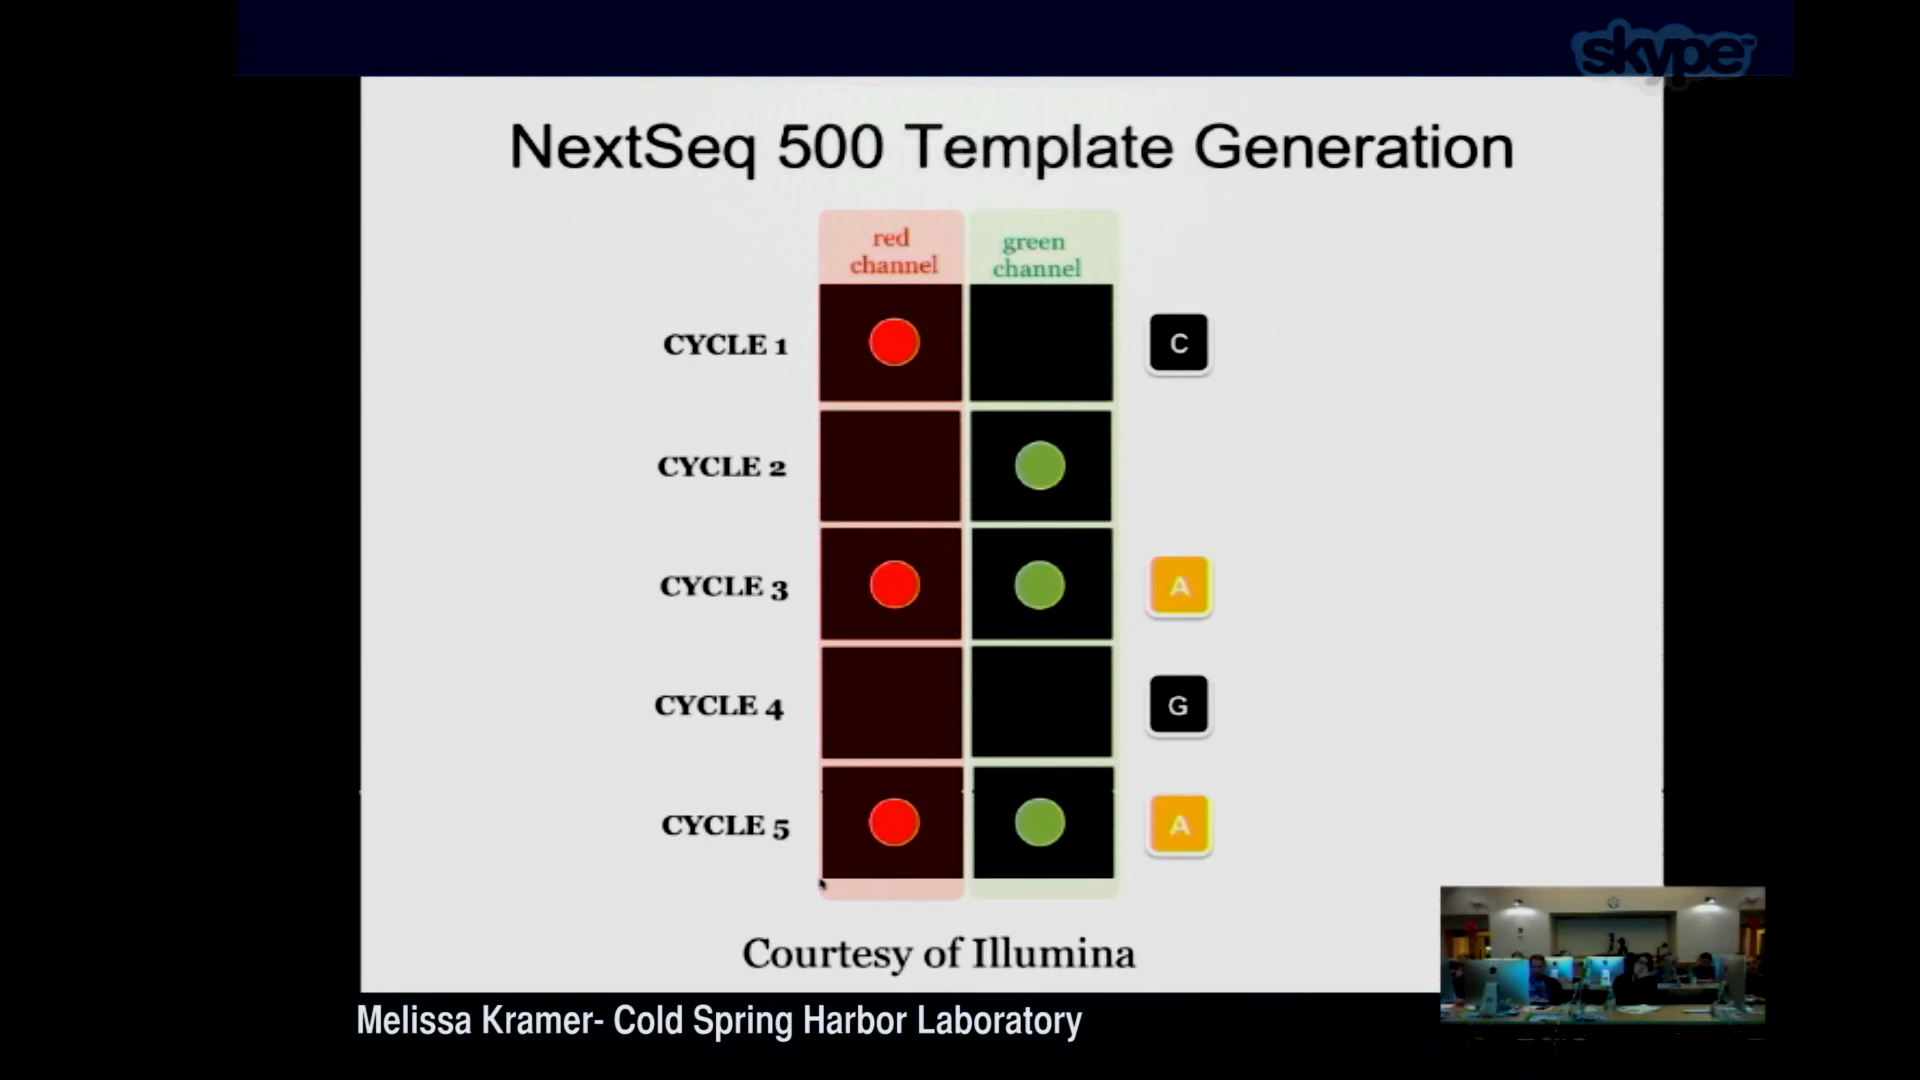 skype
NextSeq 500 Template Generation
red
channel
green
channel
CYCLE 1
C
CYCLE 2
CYCLE 3
A
CYCLE 4
G
CYCLE 5
A
Courtesy of Illumina
Melissa Kramer- Cold Spring Harbor Laboratory